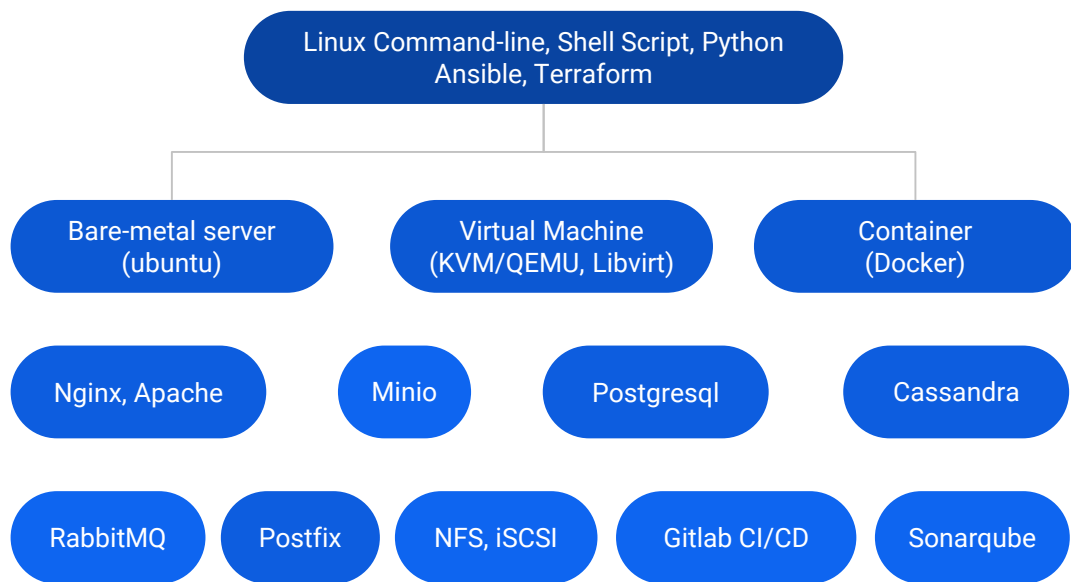 Linux Command-line, Shell Script, Python
Ansible, Terraform
Bare-metal server
(ubuntu)
Virtual Machine
(KVM/QEMU, Libvirt)
Container
(Docker)
Nginx, Apache
Minio
Postgresql
Cassandra
RabbitMQ
Postfix
NFS, iSCSI
Gitlab CI/CD
Sonarqube